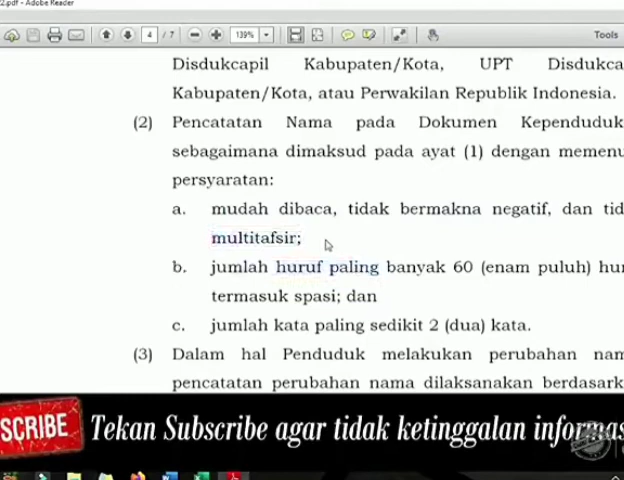 2.pdf - Adobe Reader
4 / 7 139% Tools
Disdukcapil Kabupaten/Kota, UPT Disdukca
Kabupaten/Kota, atau Perwakilan Republik Indonesia.
(2) Pencatatan Nama pada Dokumen Kependuduk
sebagaimana dimaksud pada ayat (1) dengan memenu
persyaratan:
a. mudah dibaca, tidak bermakna negatif, dan tid
multitafsir;
b. jumlah huruf paling banyak 60 (enam puluh) hur
termasuk spasi; dan
c. jumlah kata paling sedikit 2 (dua) kata.
(3) Dalam hal Penduduk melakukan perubahan nam
pencatatan perubahan nama dilaksanakan berdasark
SCRIBE Tekan Subscribe agar tidak ketinggalan informas